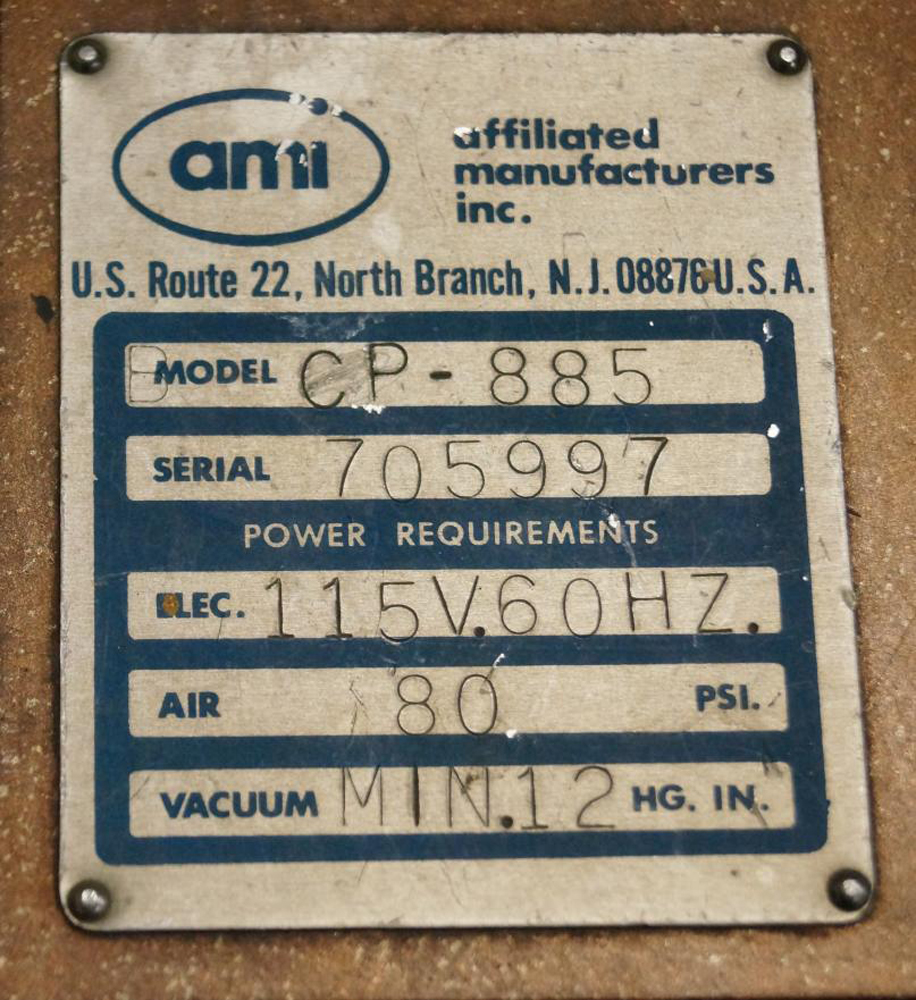 ami
affiliated
manufacturers
inc.
U.S. Route 22, North Branch, N.J. 08876 U.S.A.
B MODEL CP-885
SERIAL 705997
POWER REQUIREMENTS
ELEC. 115V.60HZ.
AIR 80 PSI.
VACUUM MIN.12 HG. IN.